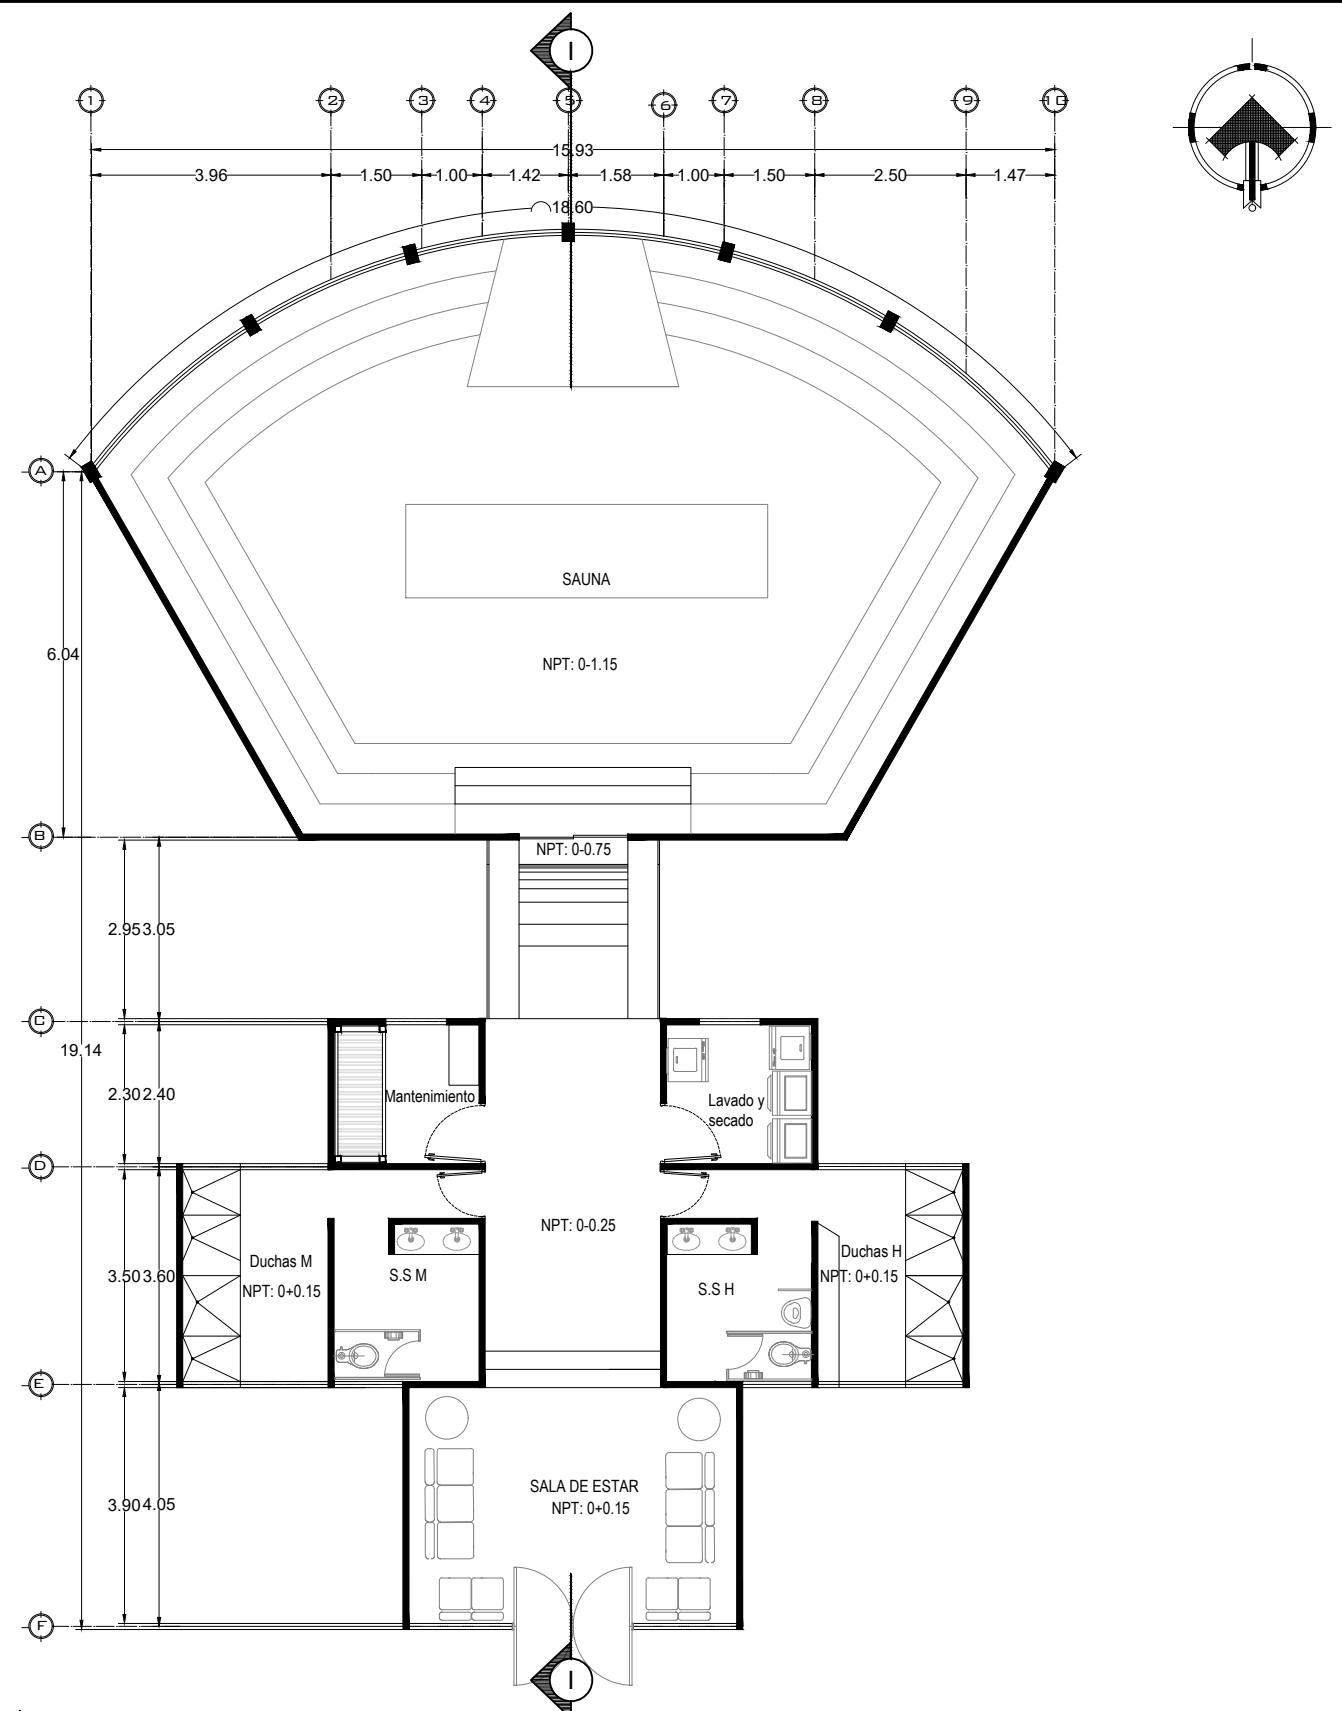 I
1 2 3 4 5 6 7 8 9 10
15.93
3.96 1.50 1.00 1.42 1.58 1.00 1.50 2.50 1.47
18.60
A
SAUNA
6.04
NPT: 0-1.15
B
NPT: 0-0.75
2.95 3.05
C
19.14
2.30 2.40
Mantenimiento
Lavado y
secado
D
NPT: 0-0.25
Duchas M
NPT: 0+0.15
S.S M
S.S H
Duchas H
NPT: 0+0.15
3.50 3.60
E
SALA DE ESTAR
NPT: 0+0.15
3.90 4.05
F
I